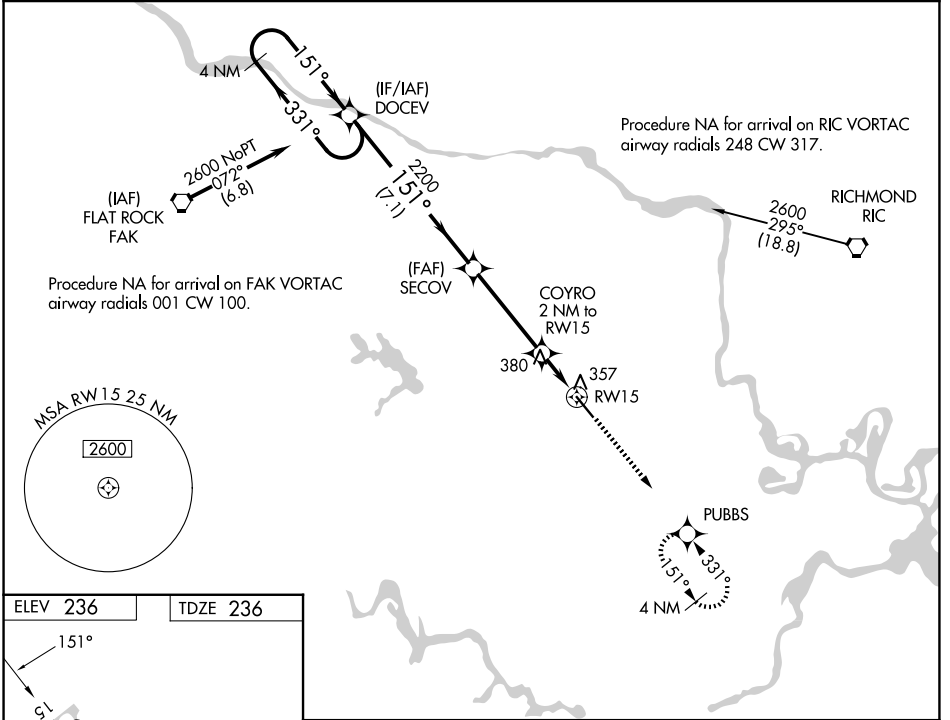 4 NM
151°
331°
(IF/IAF)
DOCEV
Procedure NA for arrival on RIC VORTAC
airway radials 248 CW 317.
2600 NoPT
072°
(6.8)
(IAF)
FLAT ROCK
FAK
2200
151°
(7.1)
RICHMOND
RIC
2600
295°
(18.8)
Procedure NA for arrival on FAK VORTAC
airway radials 001 CW 100.
(FAF)
SECOV
COYRO
2 NM to
RW15
380
357
RW15
MSA RW15 25 NM
2600
PUBBS
151°
331°
4 NM
ELEV 236
TDZE 236
151°
15